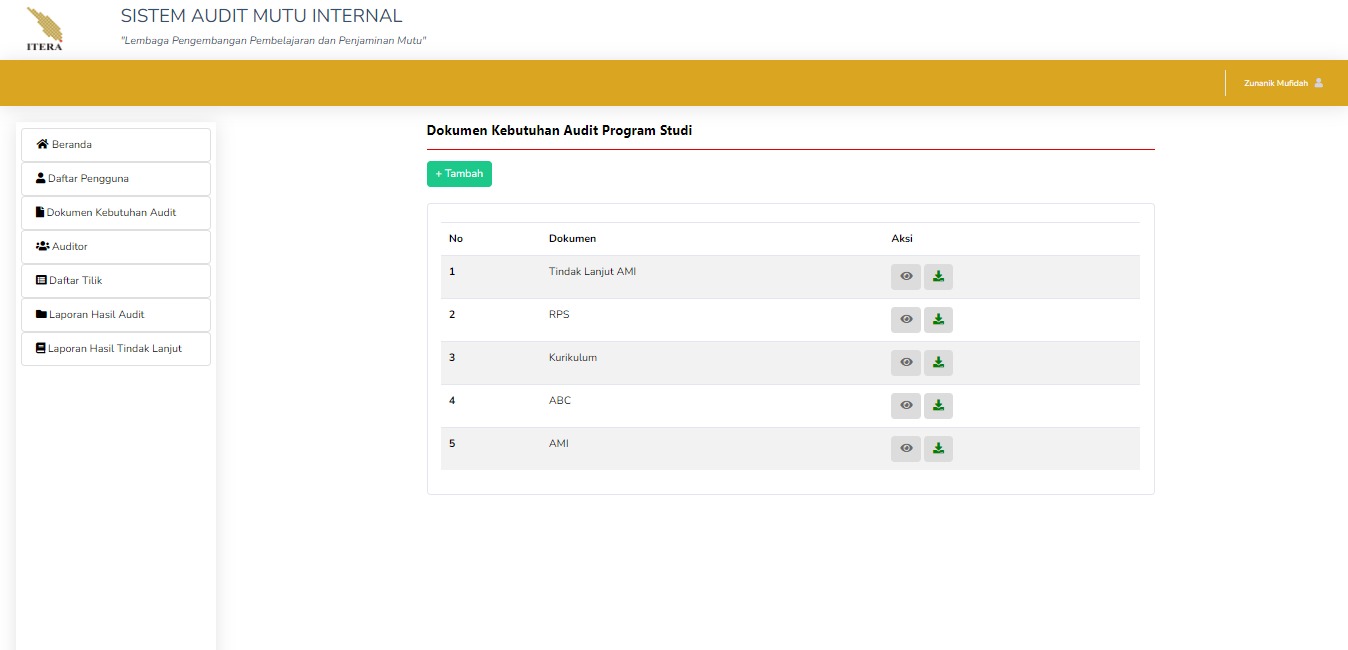 ITERA
SISTEM AUDIT MUTU INTERNAL
"Lembaga Pengembangan Pembelajaran dan Penjaminan Mutu"
Zunanik Mufidah
Beranda
Daftar Pengguna
Dokumen Kebutuhan Audit
Auditor
Daftar Tilik
Laporan Hasil Audit
Laporan Hasil Tindak Lanjut
Dokumen Kebutuhan Audit Program Studi
+ Tambah
No Dokumen Aksi
1 Tindak Lanjut AMI
2 RPS
3 Kurikulum
4 ABC
5 AMI